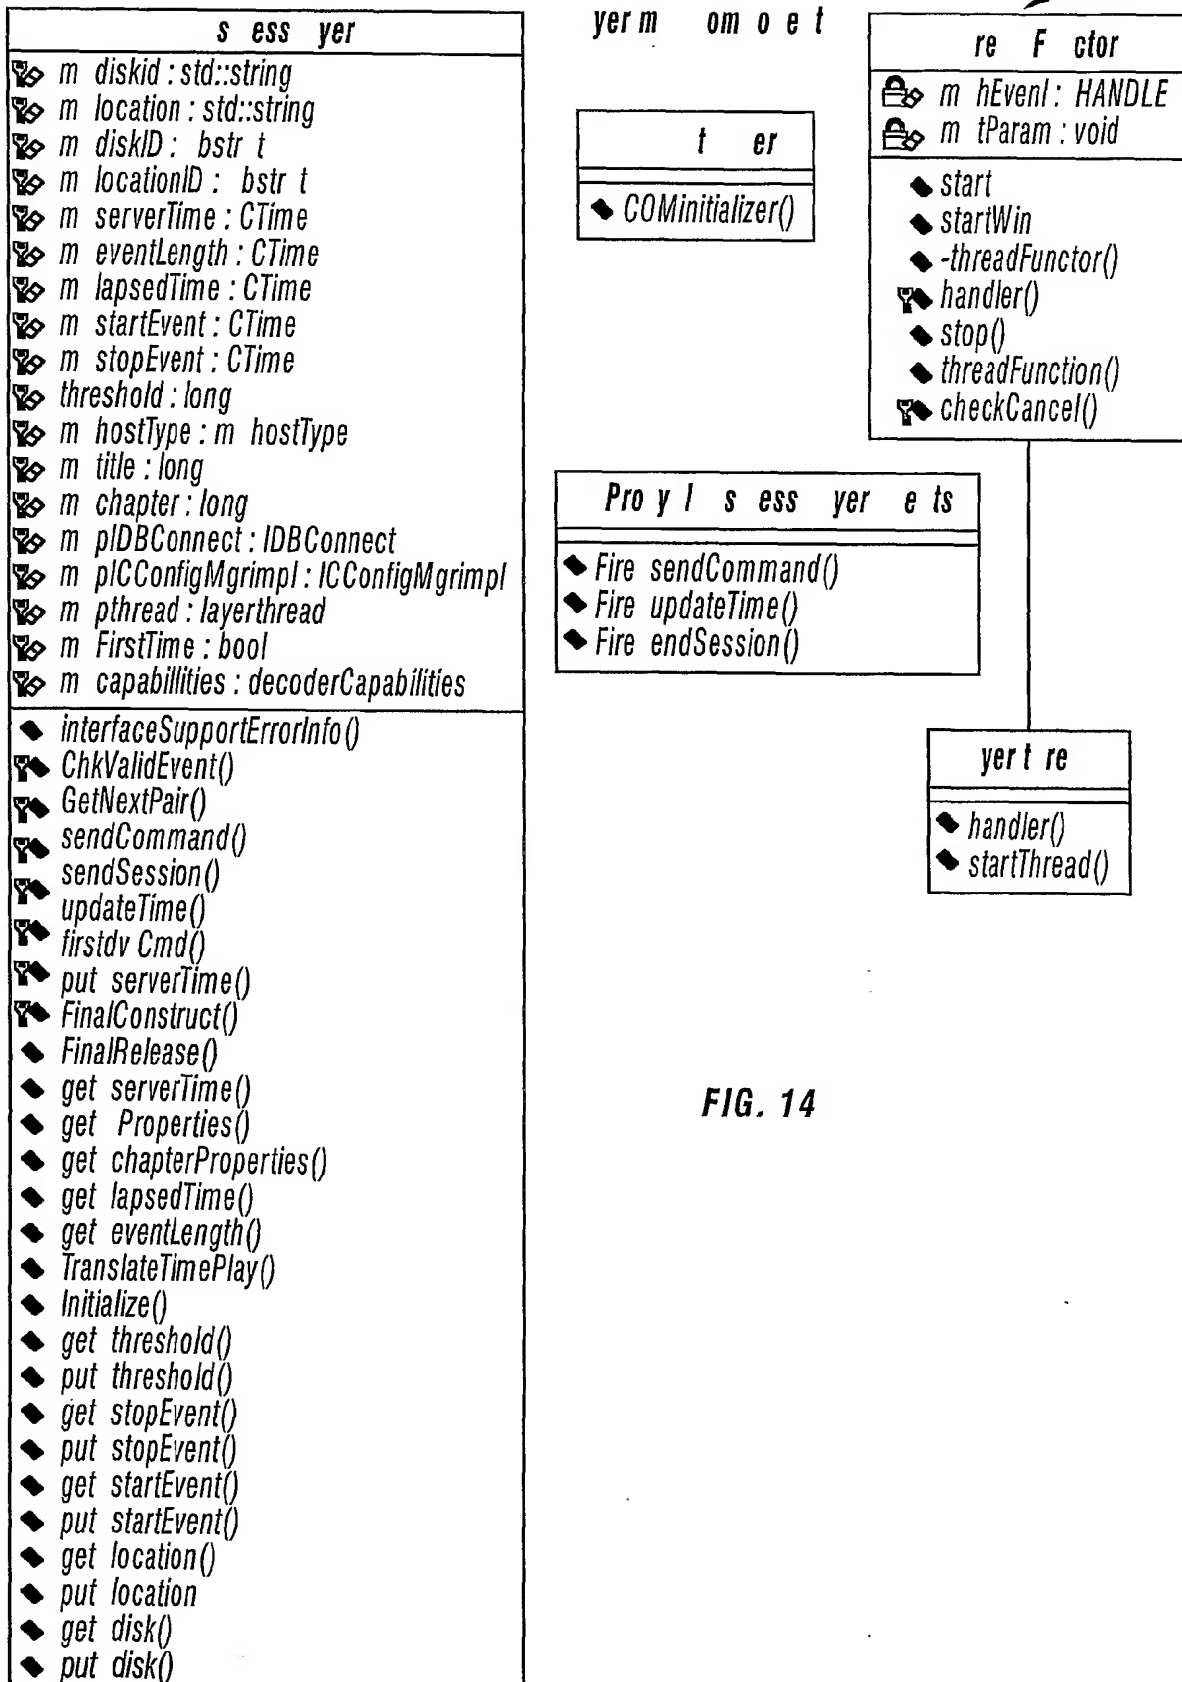 s ess yer
m diskid : std::string
m location : std::string
m diskID : bstr t
m locationID : bstr t
m serverTime : CTime
m eventLength : CTime
m lapsedTime : CTime
m startEvent : CTime
m stopEvent : CTime
threshold : long
m hostType : m hostType
m title : long
m chapter : long
m pIDBConnect : IDBConnect
m pICConfigMgrimpl : ICConfigMgrimpl
m pthread : layerthread
m FirstTime : bool
m capabillities : decoderCapabilities
interfaceSupportErrorInfo()
ChkValidEvent()
GetNextPair()
sendCommand()
sendSession()
updateTime()
firstdv Cmd()
put serverTime()
FinalConstruct()
FinalRelease()
get serverTime()
get Properties()
get chapterProperties()
get lapsedTime()
get eventLength()
TranslateTimePlay()
Initialize()
get threshold()
put threshold()
get stopEvent()
put stopEvent()
get startEvent()
put startEvent()
get location()
put location
get disk()
put disk()
yer m om o e t
t er
COMinitializer()
Pro y I s ess yer e ts
Fire sendCommand()
Fire updateTime()
Fire endSession()
re F ctor
m hEvenl : HANDLE
m tParam : void
start
startWin
-threadFunctor()
handler()
stop()
threadFunction()
checkCancel()
yer t re
handler()
startThread()
FIG. 14